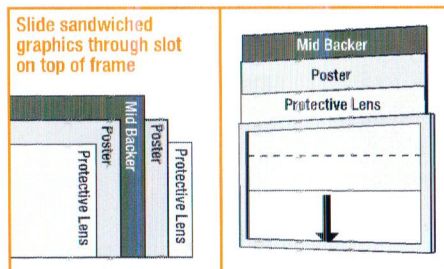 Slide sandwiched
graphics through slot
on top of frame
Protective Lens
Poster
Mid Backer
Poster
Protective Lens
Mid Backer
Poster
Protective Lens